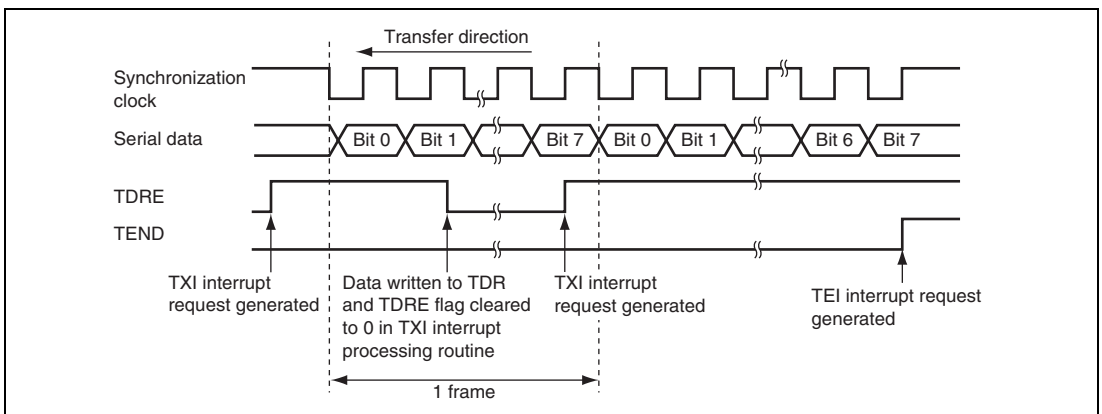 Transfer direction
Synchronization
clock
Serial data
Bit 0 Bit 1 Bit 7 Bit 0 Bit 1 Bit 6 Bit 7
TDRE
TEND
TXI interrupt
request generated
Data written to TDR
and TDRE flag cleared
to 0 in TXI interrupt
processing routine
TXI interrupt
request generated
TEI interrupt request
generated
1 frame